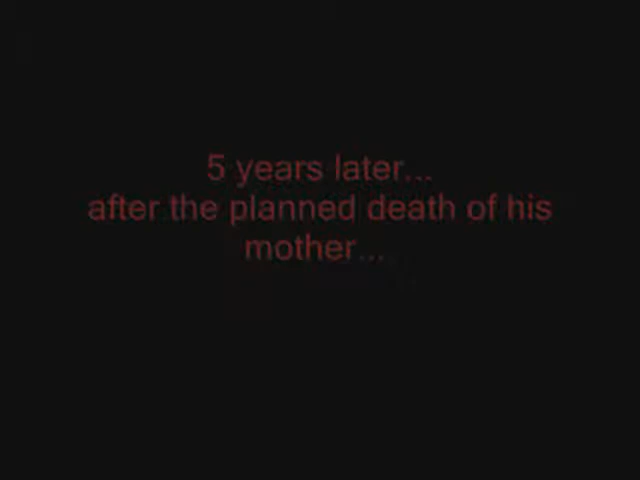 5 years later...
after the planned death of his
mother...